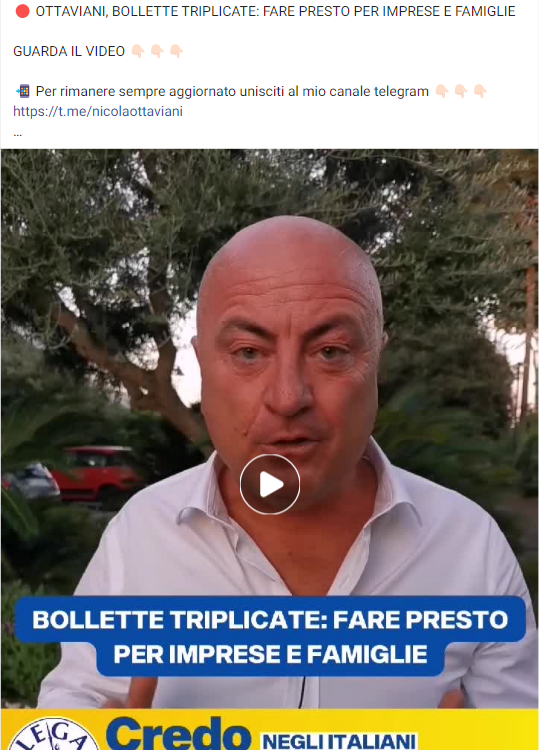 OTTAVIANI, BOLLETTE TRIPLICATE: FARE PRESTO PER IMPRESE E FAMIGLIE
GUARDA IL VIDEO 👇🏻👇🏻👇🏻
📲 Per rimanere sempre aggiornato unisciti al mio canale telegram 👇🏻👇🏻👇🏻
https://t.me/nicolaottaviani
...
BOLLETTE TRIPLICATE: FARE PRESTO
PER IMPRESE E FAMIGLIE
LEGA
Credo NEGLI ITALIANI